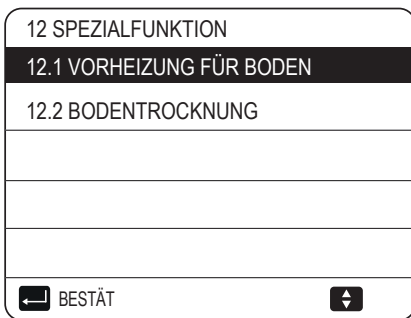 12 SPEZIALFUNKTION
12.1 VORHEIZUNG FÜR BODEN
12.2 BODENTROCKNUNG
BESTÄT